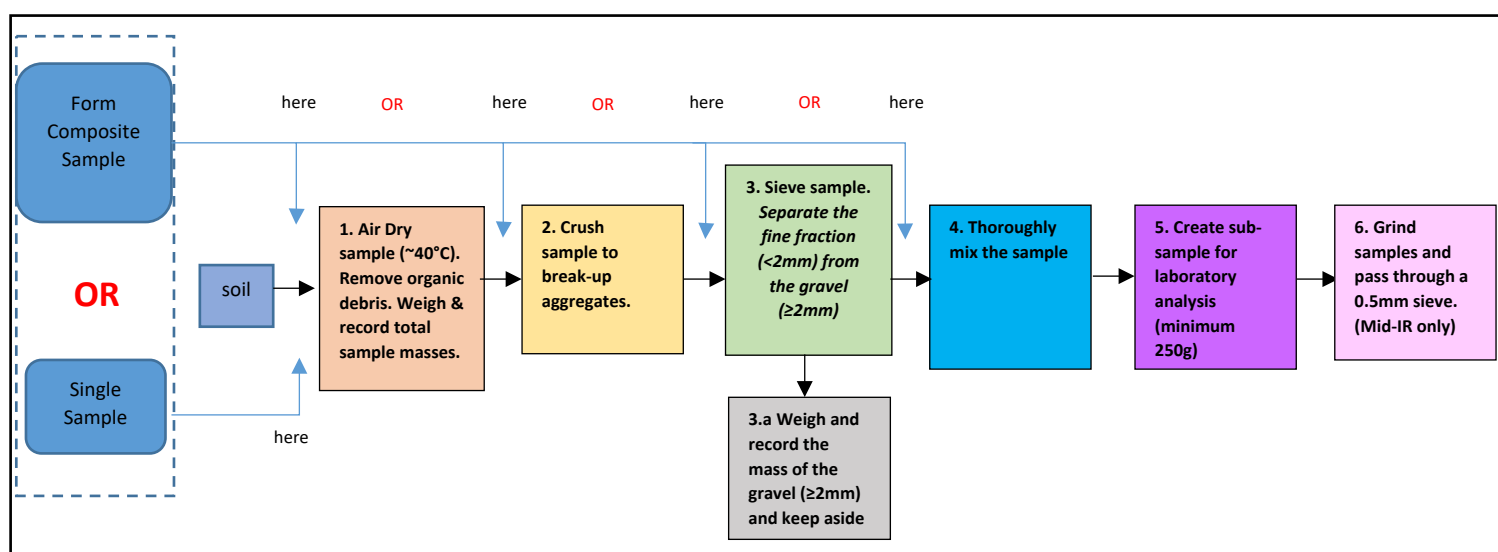 Form
Composite
Sample
OR
Single
Sample
here
OR
here
OR
here
OR
here
here
soil
1. Air Dry
sample (~40°C).
Remove organic
debris. Weigh &
record total
sample masses.
2. Crush
sample to
break-up
aggregates.
3. Sieve sample.
Separate the
fine fraction
(<2mm) from
the gravel
(≥2mm)
3.a Weigh and
record the
mass of the
gravel (≥2mm)
and keep aside
4. Thoroughly
mix the sample
5. Create sub-
sample for
laboratory
analysis
(minimum
250g)
6. Grind
samples and
pass through a
0.5mm sieve.
(Mid-IR only)